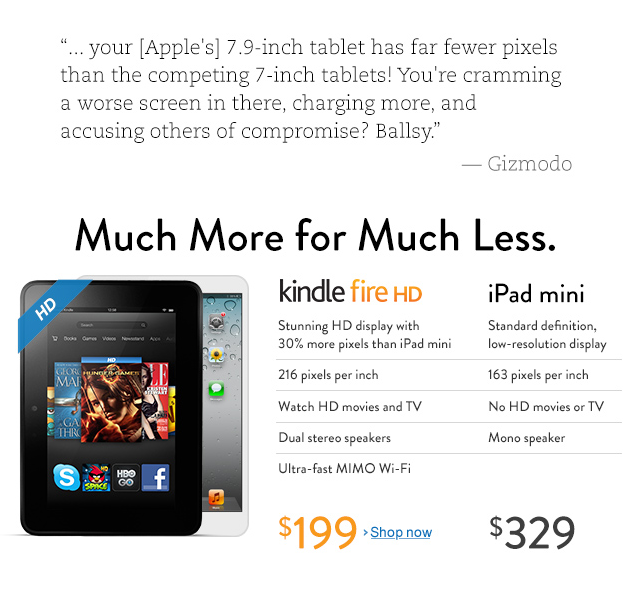 “... your [Apple's] 7.9-inch tablet has far fewer pixels
than the competing 7-inch tablets! You're cramming
a worse screen in there, charging more, and
accusing others of compromise? Ballsy.”
— Gizmodo
Much More for Much Less.
HD
Search
Books Games Videos Newsstand Apps
HD
HUNGER GAMES
HD
SPACE
HBO
GO
kindle fire HD
iPad mini
Stunning HD display with
30% more pixels than iPad mini
Standard definition,
low-resolution display
216 pixels per inch
163 pixels per inch
Watch HD movies and TV
No HD movies or TV
Dual stereo speakers
Mono speaker
Ultra-fast MIMO Wi-Fi
$199 › Shop now
$329